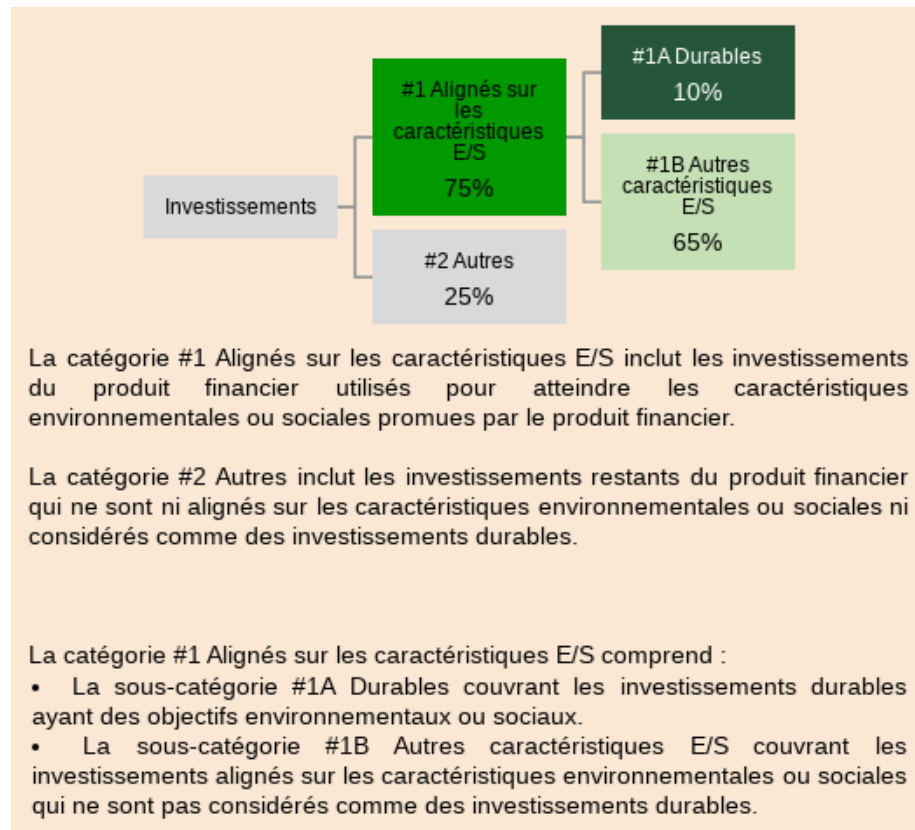 #1A Durables
10%
#1 Alignés sur
les
caractéristiques
E/S
75%
#1B Autres
caractéristiques
E/S
65%
Investissements
#2 Autres
25%
La catégorie #1 Alignés sur les caractéristiques E/S inclut les investissements
du produit financier utilisés pour atteindre les caractéristiques
environnementales ou sociales promues par le produit financier.
La catégorie #2 Autres inclut les investissements restants du produit financier
qui ne sont ni alignés sur les caractéristiques environnementales ou sociales ni
considérés comme des investissements durables.
La catégorie #1 Alignés sur les caractéristiques E/S comprend :
• La sous-catégorie #1A Durables couvrant les investissements durables
ayant des objectifs environnementaux ou sociaux.
• La sous-catégorie #1B Autres caractéristiques E/S couvrant les
investissements alignés sur les caractéristiques environnementales ou sociales
qui ne sont pas considérés comme des investissements durables.